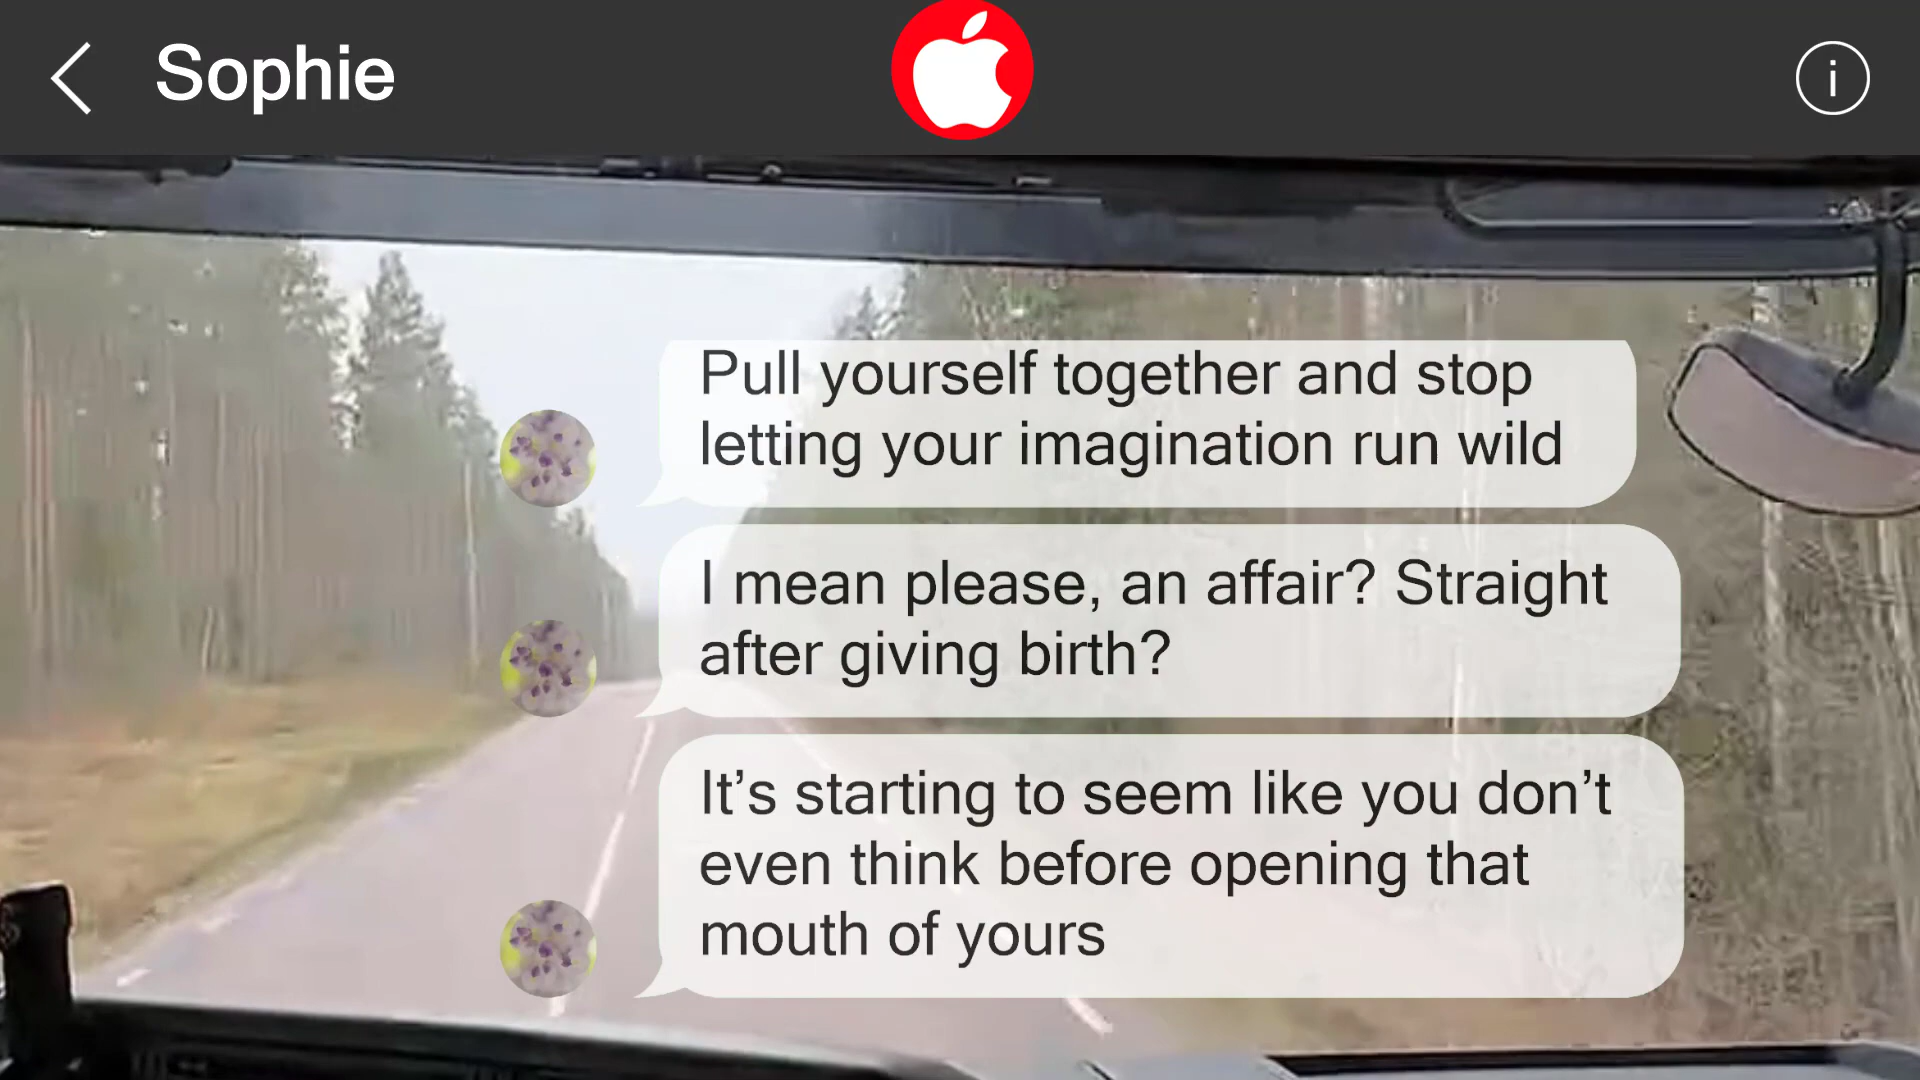 Sophie
Pull yourself together and stop
letting your imagination run wild
I mean please, an affair? Straight
after giving birth?
It’s starting to seem like you don’t
even think before opening that
mouth of yours